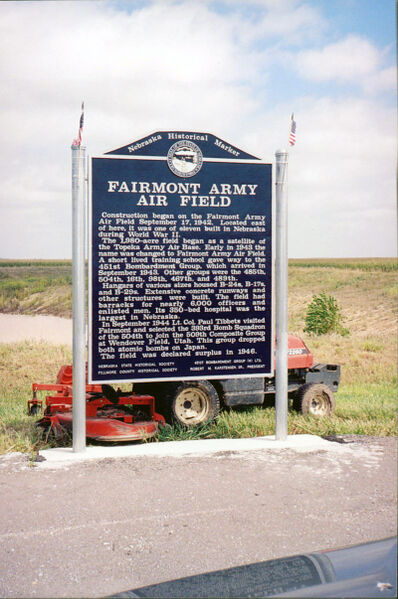 Nebraska Historical Marker
FAIRMONT ARMY
AIR FIELD
Construction began on the Fairmont Army
Air Field September 17, 1942. Located east
of here, it was one of eleven built in Nebraska
during World War II.
The 1,980-acre field began as a satellite of
the Topeka Army Air Base. Early in 1943 the
name was changed to Fairmont Army Air Field.
A short lived training school gave way to the
451st Bombardment Group, which arrived in
September 1943. Other groups were the 485th,
504th, 16th, 98th, 467th, and 489th.
Hangars of various sizes housed B-24s, B-17s,
and B-29s. Extensive concrete runways and
other structures were built. The field had
barracks for nearly 6,000 officers and
enlisted men. Its 350-bed hospital was the
largest in Nebraska.
In September 1944 Lt. Col. Paul Tibbets visited
Fairmont and selected the 393rd Bomb Squadron
of the 504th to join the 509th Composite Group
at Wendover Field, Utah. This group dropped
both atomic bombs on Japan.
The field was declared surplus in 1946.
NEBRASKA STATE HISTORICAL SOCIETY 451ST BOMBARDMENT GROUP (H) LTD.
FILLMORE COUNTY HISTORICAL SOCIETY ROBERT M. KARSTENSEN SR., PRESIDENT